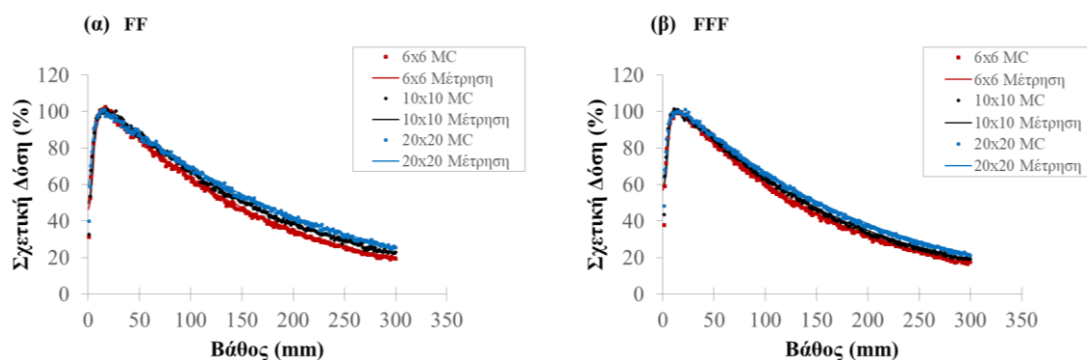 (α) FF
6x6 MC
6x6 Μέτρηση
10x10 MC
10x10 Μέτρηση
20x20 MC
20x20 Μέτρηση
Σχετική Δόση (%)
120
100
80
60
40
20
0
0 50 100 150 200 250 300 350
Βάθος (mm)
(β) FFF
6x6 MC
6x6 Μέτρηση
10x10 MC
10x10 Μέτρηση
20x20 MC
20x20 Μέτρηση
Σχετική Δόση (%)
120
100
80
60
40
20
0
0 50 100 150 200 250 300 350
Βάθος (mm)